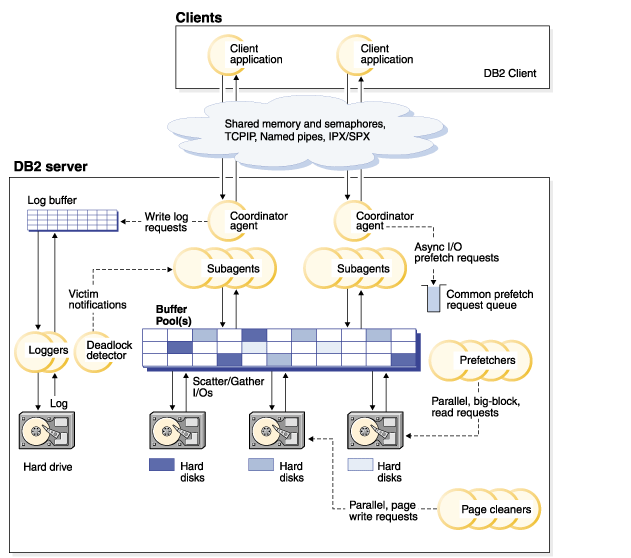 Clients
Client
application
Client
application
DB2 Client
Shared memory and semaphores,
TCPIP, Named pipes, IPX/SPX
DB2 server
Log buffer
Write log
requests
Coordinator
agent
Coordinator
agent
Async I/O
prefetch requests
Subagents
Subagents
Victim
notifications
Common prefetch
request queue
Buffer
Pool(s)
Loggers
Deadlock
detector
Prefetchers
Scatter/Gather
I/Os
Log
Parallel, big-block,
read requests
Hard drive
Hard
disks
Hard
disks
Hard
disks
Parallel, page
write requests
Page cleaners